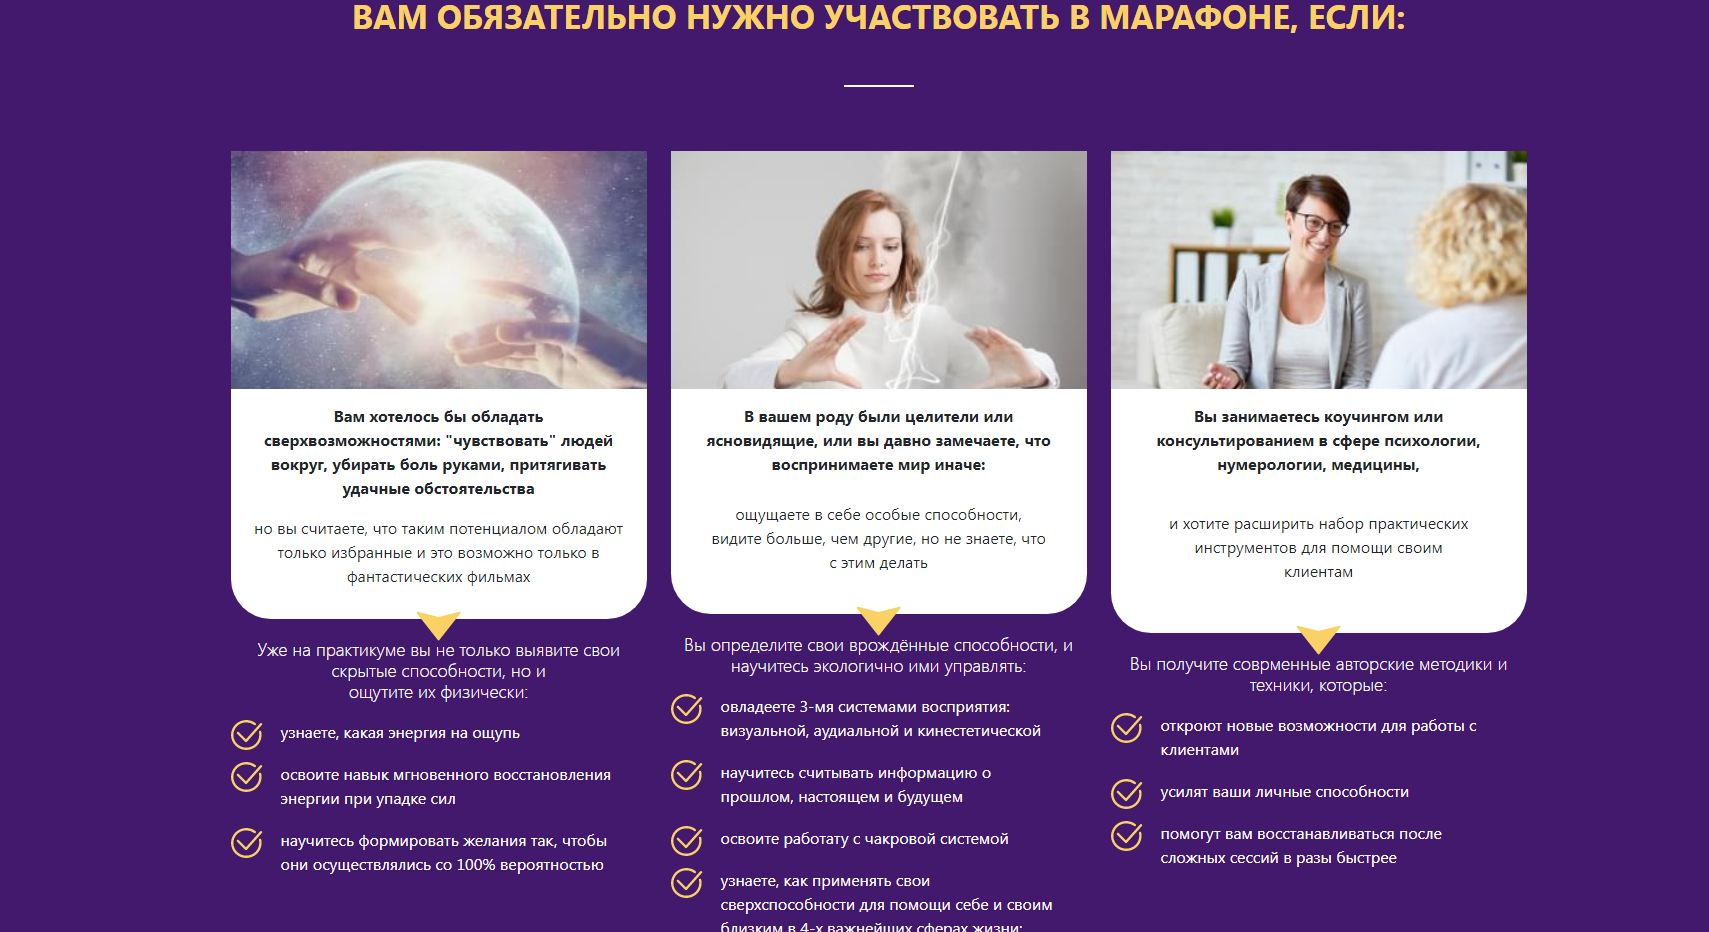 ВАМ ОБЯЗАТЕЛЬНО НУЖНО УЧАСТВОВАТЬ В МАРАФОНЕ, ЕСЛИ:
Вам хотелось бы обладать
сверхвозможностями: "чувствовать" людей
вокруг, убирать боль руками, притягивать
удачные обстоятельства
но вы считаете, что таким потенциалом обладают
только избранные и это возможно только в
фантастических фильмах
Уже на практикуме вы не только выявите свои
скрытые способности, но и
ощутите их физически:
узнаете, какая энергия на ощупь
освоите навык мгновенного восстановления
энергии при упадке сил
научитесь формировать желания так, чтобы
они осуществлялись со 100% вероятностью
В вашем роду были целители или
ясновидящие, или вы давно замечаете, что
воспринимаете мир иначе:
ощущаете в себе особые способности,
видите больше, чем другие, но не знаете, что
с этим делать
Вы определите свои врождённые способности, и
научитесь экологично ими управлять:
овладеете 3-мя системами восприятия:
визуальной, аудиальной и кинестетической
научитесь считывать информацию о
прошлом, настоящем и будущем
освоите работату с чакровой системой
узнаете, как применять свои
сверхспособности для помощи себе и своим
близким в 4-х важнейших сферах жизни:
Вы занимаетесь коучингом или
консультированием в сфере психологии,
нумерологии, медицины,
и хотите расширить набор практических
инструментов для помощи своим
клиентам
Вы получите соврменные авторские методики и
техники, которые:
откроют новые возможности для работы с
клиентами
усилят ваши личные способности
помогут вам восстанавливаться после
сложных сессий в разы быстрее